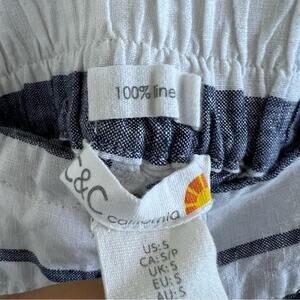 100% line
C&C
california
US: S
CA: S/P
UK: S
EU: S
AU: S